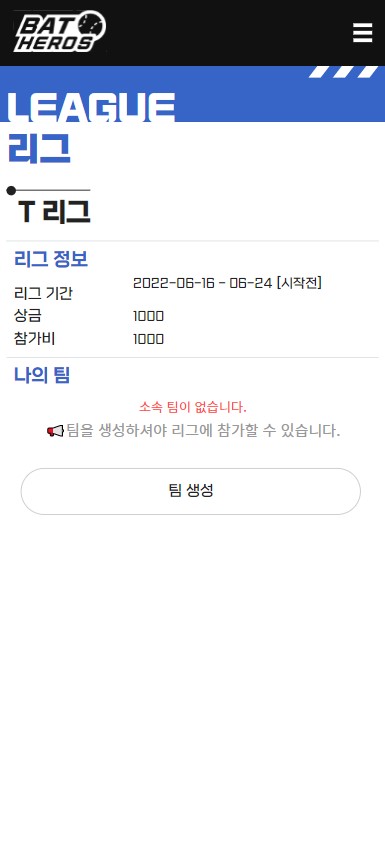 BAT
HEROS
LEAGUE
리그
T 리그
리그 정보
리그 기간 2022-06-16 - 06-24 [시작전]
상금 1000
참가비 1000
나의 팀
소속 팀이 없습니다.
팀을 생성하셔야 리그에 참가할 수 있습니다.
팀 생성